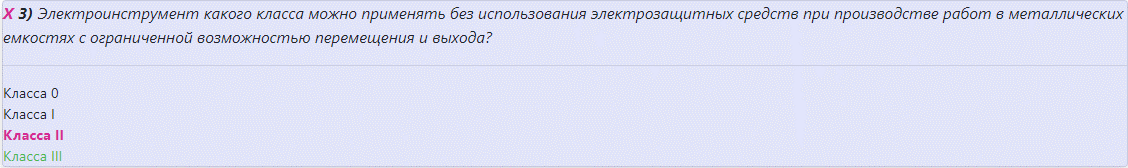 X 3) Электроинструмент какого класса можно применять без использования электрозащитных средств при производстве работ в металлических
емкостях с ограниченной возможностью перемещения и выхода?
Класса 0
Класса I
Класса II
Класса III